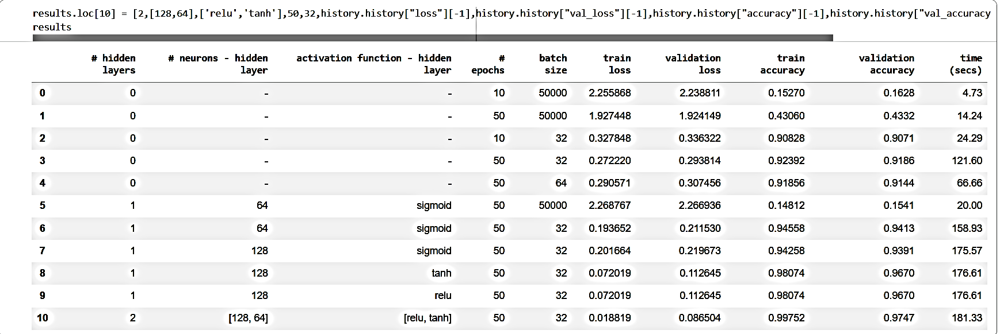 results.loc[10] = [2,[128,64],['relu','tanh'],50,32,history.history["loss"][-1],history.history["val_loss"][-1],history.history["accuracy"][-1],history.history["val_accuracy
results
# hidden # neurons - hidden activation function - hidden # batch train validation train validation time
layers layer layer epochs size loss loss accuracy accuracy (secs)
0 0 - - 10 50000 2.255868 2.238811 0.15270 0.1628 4.73
1 0 - - 50 50000 1.927448 1.924149 0.43060 0.4332 14.24
2 0 - - 10 32 0.327848 0.336322 0.90828 0.9071 24.29
3 0 - - 50 32 0.272220 0.293814 0.92392 0.9186 121.60
4 0 - - 50 64 0.290571 0.307456 0.91856 0.9144 66.66
5 1 64 sigmoid 50 50000 2.268767 2.266936 0.14812 0.1541 20.00
6 1 64 sigmoid 50 32 0.193652 0.211530 0.94558 0.9413 158.93
7 1 128 sigmoid 50 32 0.201664 0.219673 0.94258 0.9391 175.57
8 1 128 tanh 50 32 0.072019 0.112645 0.98074 0.9670 176.61
9 1 128 relu 50 32 0.072019 0.112645 0.98074 0.9670 176.61
10 2 [128, 64] [relu, tanh] 50 32 0.018819 0.086504 0.99752 0.9747 181.33